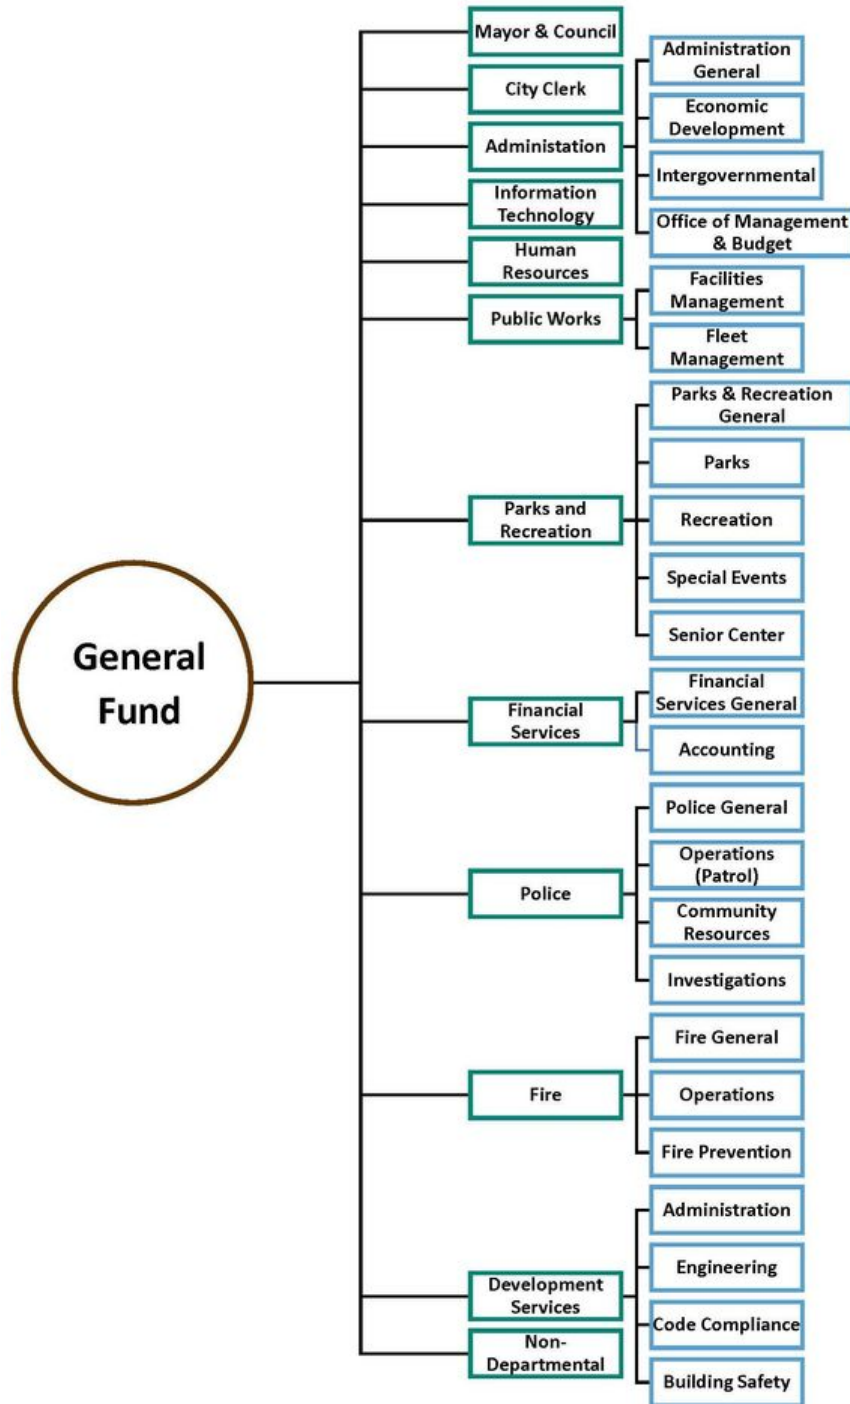 General
Fund
Mayor & Council
City Clerk
Administation
Administration
General
Economic
Development
Intergovernmental
Office of Management
& Budget
Information
Technology
Human
Resources
Public Works
Facilities
Management
Fleet
Management
Parks and
Recreation
Parks & Recreation
General
Parks
Recreation
Special Events
Senior Center
Financial
Services
Financial
Services General
Accounting
Police
Police General
Operations
(Patrol)
Community
Resources
Investigations
Fire
Fire General
Operations
Fire Prevention
Development
Services
Administration
Engineering
Code Compliance
Building Safety
Non-
Departmental